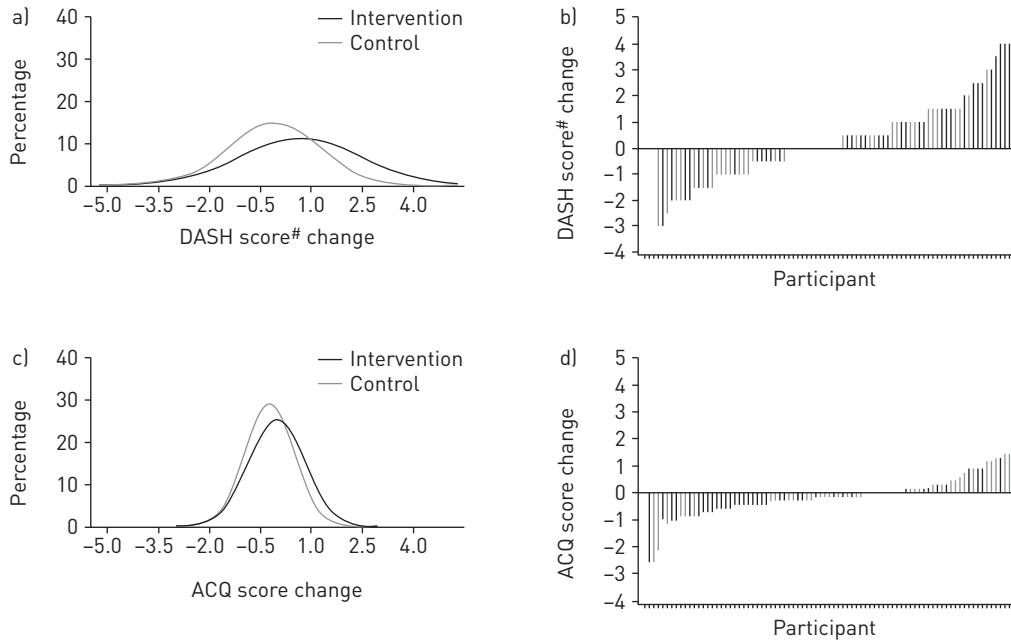 a)
40
30
20
10
0
Percentage
Intervention
Control
−5.0 −3.5 −2.0 −0.5 1.0 2.5 4.0
DASH score# change
b)
5
4
3
2
1
0
−1
−2
−3
−4
DASH score# change
Participant
c)
40
30
20
10
0
Percentage
Intervention
Control
−5.0 −3.5 −2.0 −0.5 1.0 2.5 4.0
ACQ score change
d)
5
4
3
2
1
0
−1
−2
−3
−4
ACQ score change
Participant